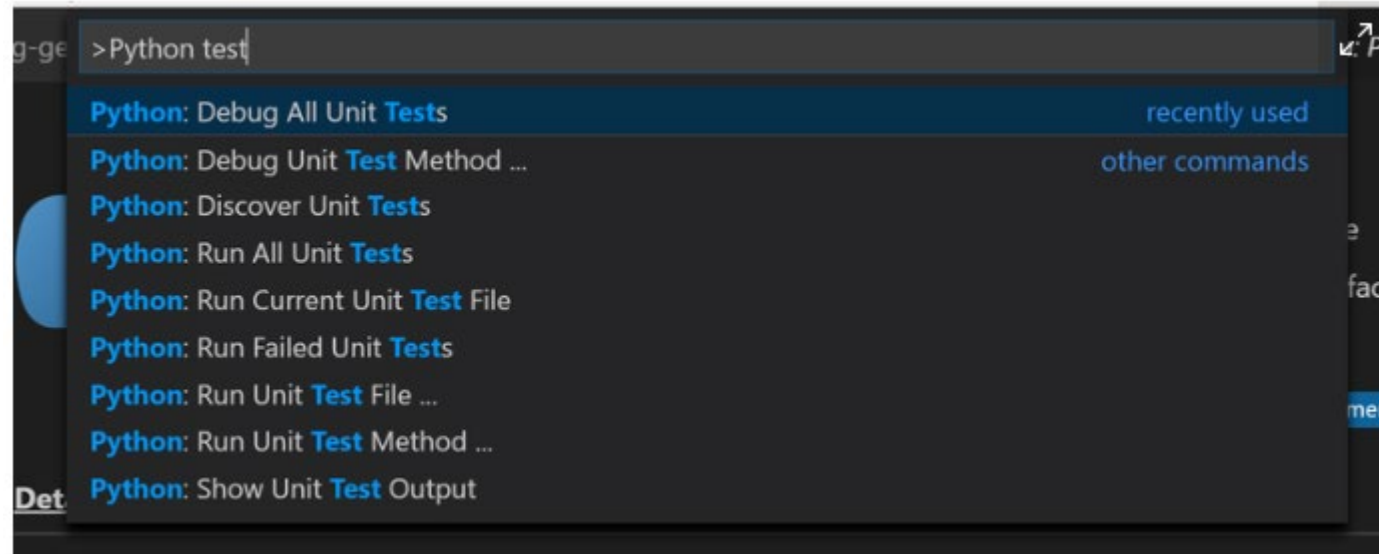 >Python test
Python: Debug All Unit Tests recently used
Python: Debug Unit Test Method ... other commands
Python: Discover Unit Tests
Python: Run All Unit Tests
Python: Run Current Unit Test File
Python: Run Failed Unit Tests
Python: Run Unit Test File ...
Python: Run Unit Test Method ...
Python: Show Unit Test Output